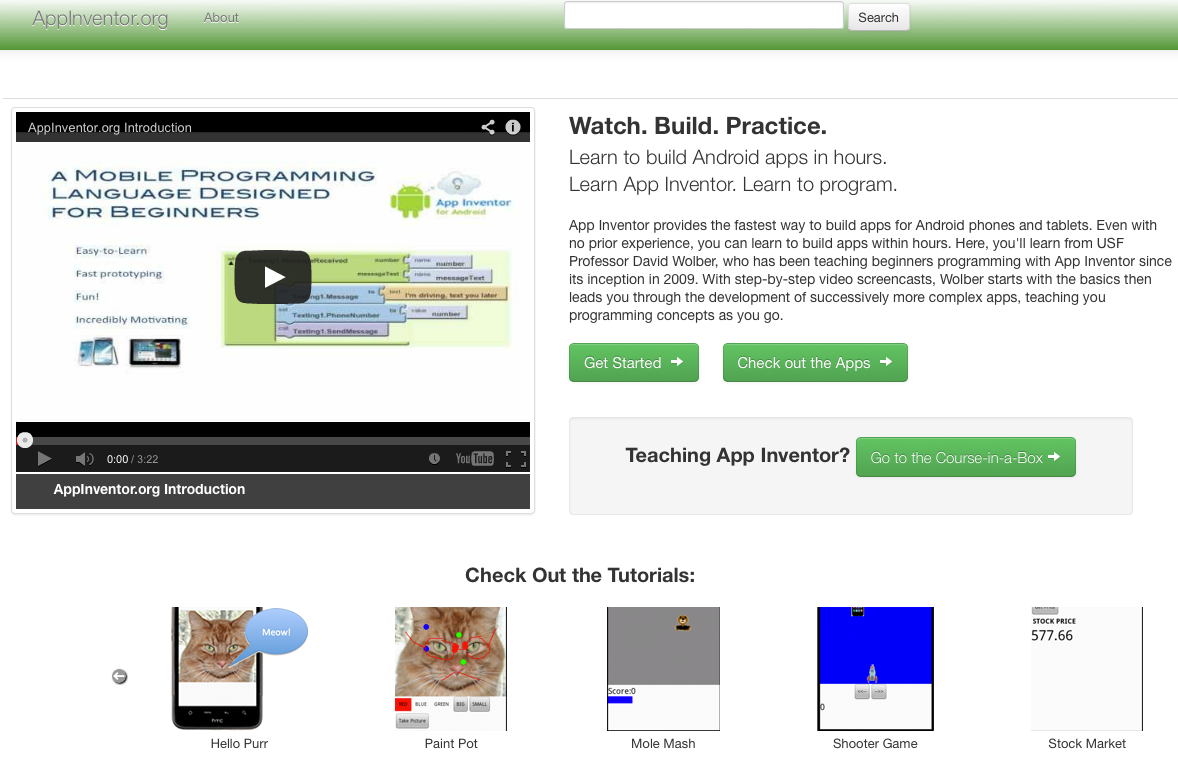 AppInventor.org
About
Search
AppInventor.org Introduction
A Mobile Programming
Language Designed
for Beginners
App Inventor
for Android
Easy-to-Learn
Fast prototyping
Fun!
Incredibly Motivating
number
name
number
messageText
name
messageText
Texting1.Message
to
text
I'm driving, text you later
Texting1.PhoneNumber
to
value
number
call
Texting1.SendMessage
0:00 / 3:22
YouTube
AppInventor.org Introduction
Watch. Build. Practice.
Learn to build Android apps in hours.
Learn App Inventor. Learn to program.
App Inventor provides the fastest way to build apps for Android phones and tablets. Even with
no prior experience, you can learn to build apps within hours. Here, you'll learn from USF
Professor David Wolber, who has been teaching beginners programming with App Inventor since
its inception in 2009. With step-by-step video screencasts, Wolber starts with the basics then
leads you through the development of successively more complex apps, teaching you
programming concepts as you go.
Get Started
Check out the Apps
Teaching App Inventor?
Go to the Course-in-a-Box
Check Out the Tutorials:
Meow!
hTC
RED
BLUE
GREEN
BIG
SMALL
Take Picture
Score:0
<--
-->
0
STOCK PRICE
577.66
Hello Purr
Paint Pot
Mole Mash
Shooter Game
Stock Market